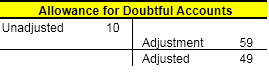 Allowance for Doubtful Accounts
Unadjusted 10
Adjustment 59
Adjusted 49